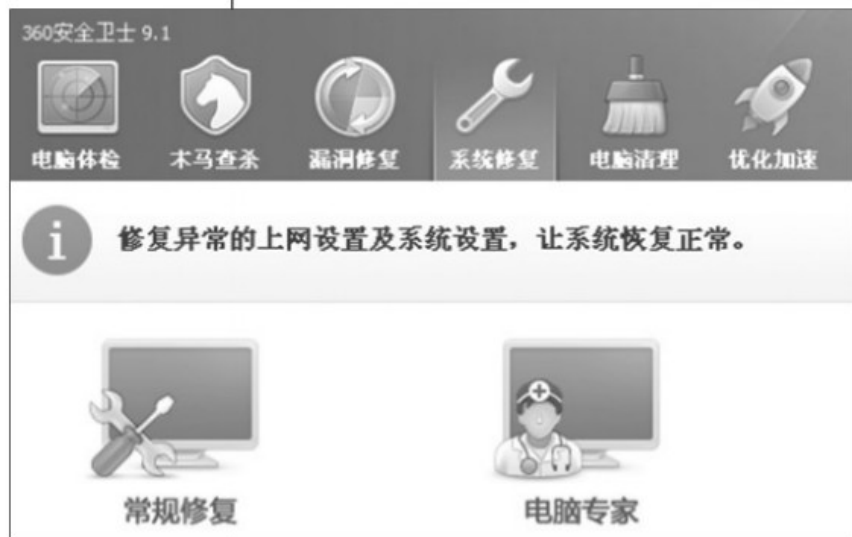 360安全卫士 9.1
电脑体检 木马查杀 漏洞修复 系统修复 电脑清理 优化加速
修复异常的上网设置及系统设置，让系统恢复正常。
常规修复 电脑专家